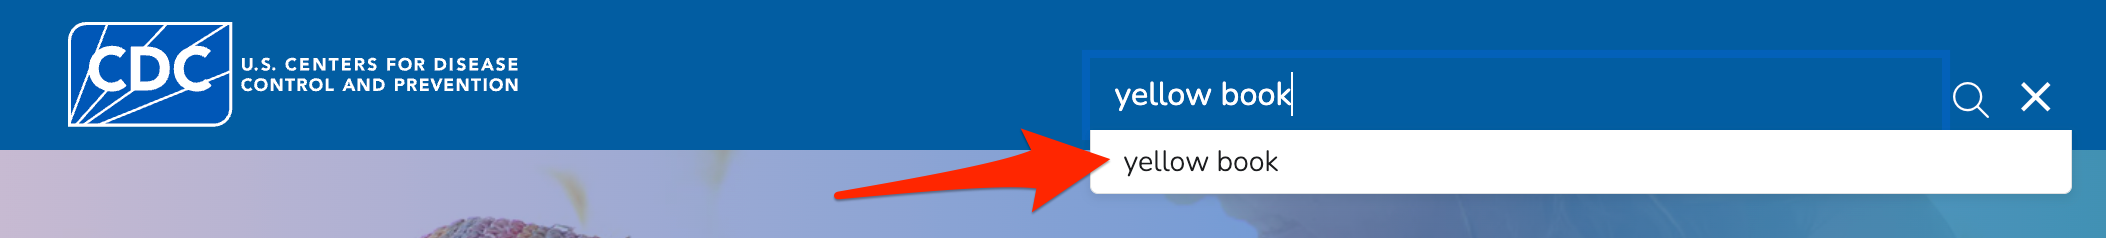 CDC
U.S. CENTERS FOR DISEASE
CONTROL AND PREVENTION
yellow book
yellow book